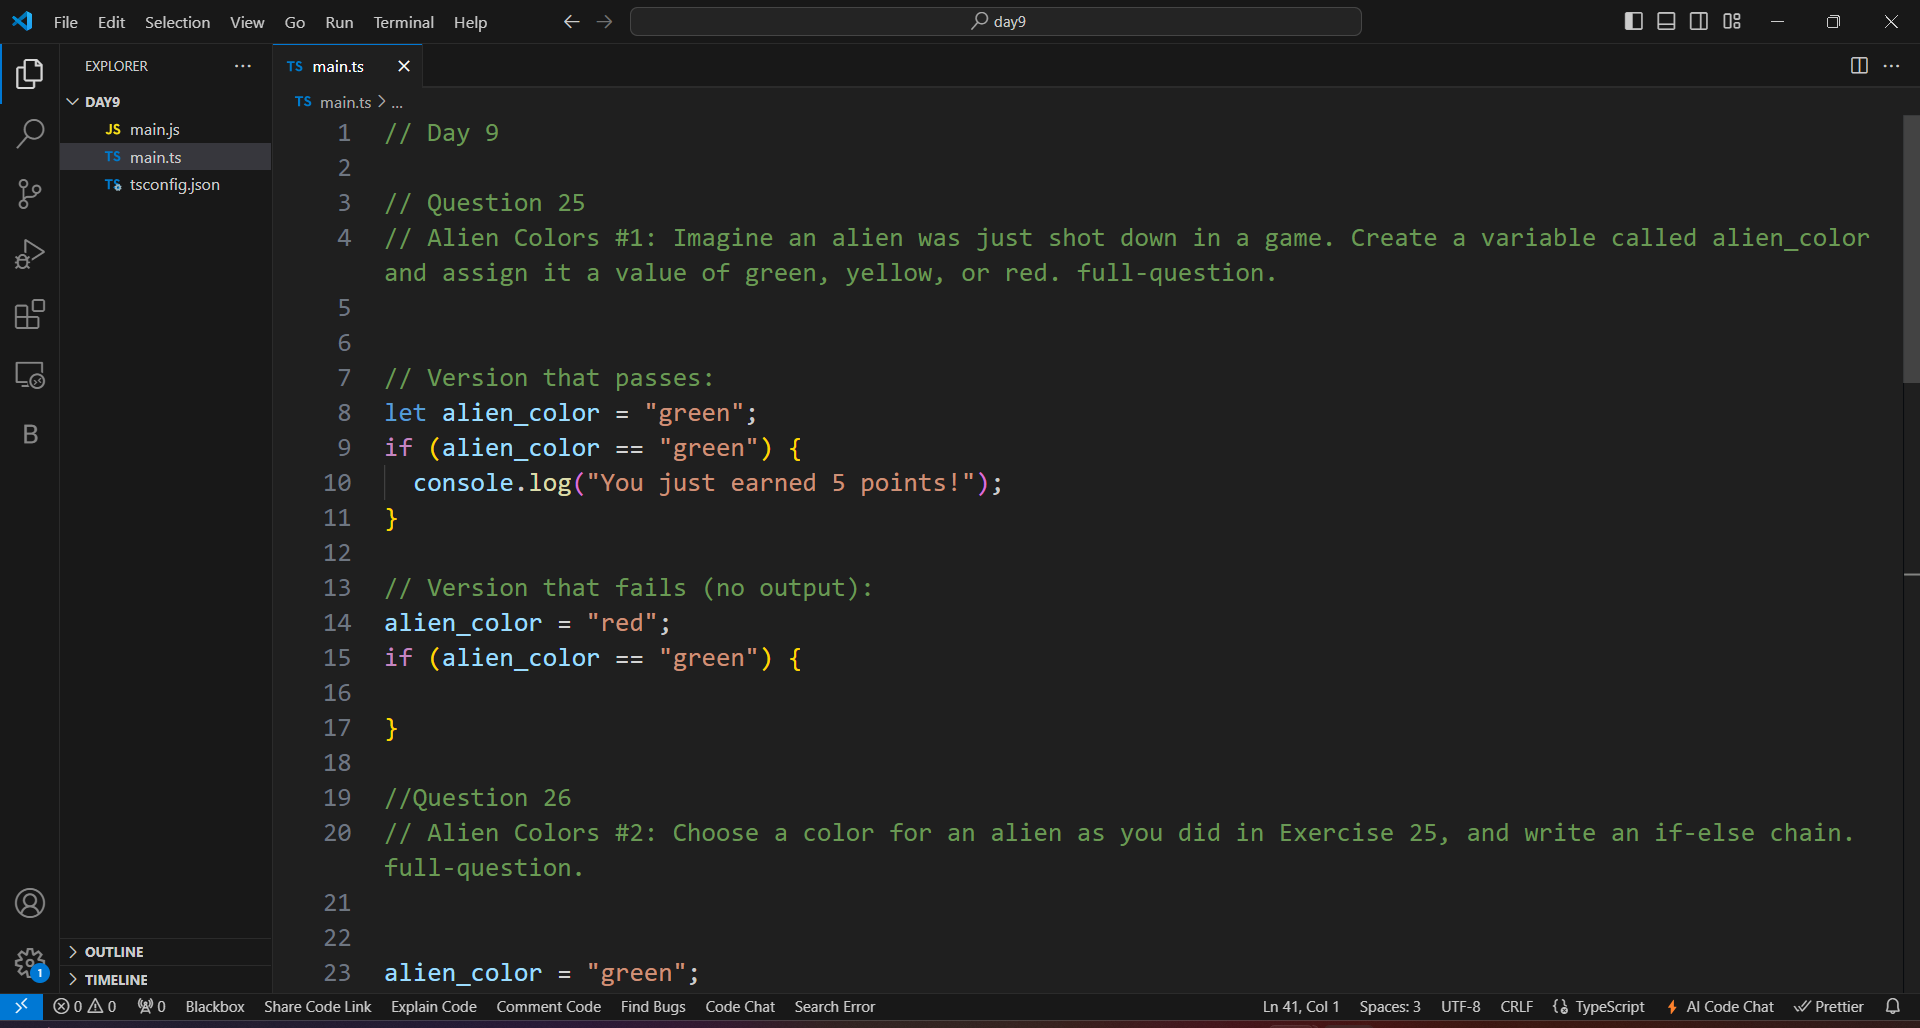 File Edit Selection View Go Run Terminal Help
day9
EXPLORER
DAY9
JS main.js
TS main.ts
TS tsconfig.json
OUTLINE
TIMELINE
B
1
TS main.ts
TS main.ts > ...
1 // Day 9
2
3 // Question 25
4 // Alien Colors #1: Imagine an alien was just shot down in a game. Create a variable called alien_color
and assign it a value of green, yellow, or red. full-question.
5
6
7 // Version that passes:
8 let alien_color = "green";
9 if (alien_color == "green") {
10 console.log("You just earned 5 points!");
11 }
12
13 // Version that fails (no output):
14 alien_color = "red";
15 if (alien_color == "green") {
16
17 }
18
19 //Question 26
20 // Alien Colors #2: Choose a color for an alien as you did in Exercise 25, and write an if-else chain.
full-question.
21
22
23 alien_color = "green";
0 0 0 Blackbox Share Code Link Explain Code Comment Code Find Bugs Code Chat Search Error Ln 41, Col 1 Spaces: 3 UTF-8 CRLF {} TypeScript AI Code Chat Prettier